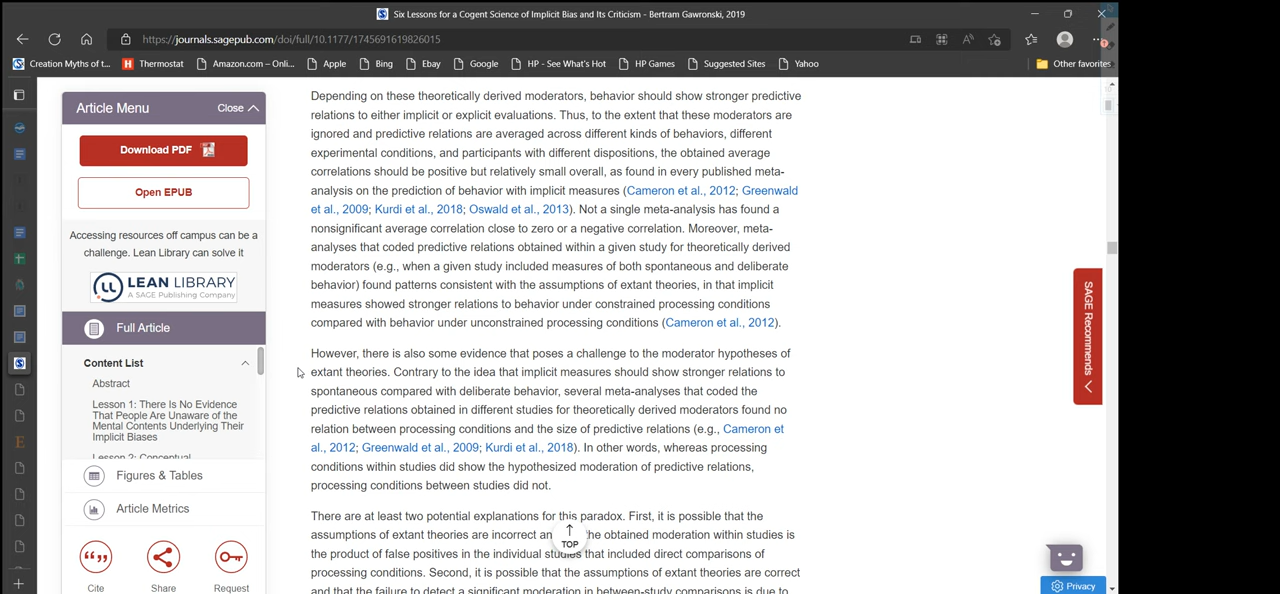 Six Lessons for a Cogent Science of Implicit Bias and Its Criticism - Bertram Gawronski, 2019
https://journals.sagepub.com/doi/full/10.1177/1745691619826015
Creation Myths of t... Thermostat Amazon.com – Onli... Apple Bing Ebay Google HP - See What's Hot HP Games Suggested Sites Yahoo Other favorites
Article Menu Close
Download PDF
Open EPUB
Accessing resources off campus can be a
challenge. Lean Library can solve it
LEAN LIBRARY
A SAGE Publishing Company
Full Article
Content List
Abstract
Lesson 1: There Is No Evidence
That People Are Unaware of the
Mental Contents Underlying Their
Implicit Biases
Lesson 2: Conceptual
Figures & Tables
Article Metrics
Cite Share Request
Depending on these theoretically derived moderators, behavior should show stronger predictive
relations to either implicit or explicit evaluations. Thus, to the extent that these moderators are
ignored and predictive relations are averaged across different kinds of behaviors, different
experimental conditions, and participants with different dispositions, the obtained average
correlations should be positive but relatively small overall, as found in every published meta-
analysis on the prediction of behavior with implicit measures (Cameron et al., 2012; Greenwald
et al., 2009; Kurdi et al., 2018; Oswald et al., 2013). Not a single meta-analysis has found a
nonsignificant average correlation close to zero or a negative correlation. Moreover, meta-
analyses that coded predictive relations obtained within a given study for theoretically derived
moderators (e.g., when a given study included measures of both spontaneous and deliberate
behavior) found patterns consistent with the assumptions of extant theories, in that implicit
measures showed stronger relations to behavior under constrained processing conditions
compared with behavior under unconstrained processing conditions (Cameron et al., 2012).
However, there is also some evidence that poses a challenge to the moderator hypotheses of
extant theories. Contrary to the idea that implicit measures should show stronger relations to
spontaneous compared with deliberate behavior, several meta-analyses that coded the
predictive relations obtained in different studies for theoretically derived moderators found no
relation between processing conditions and the size of predictive relations (e.g., Cameron et
al., 2012; Greenwald et al., 2009; Kurdi et al., 2018). In other words, whereas processing
conditions within studies did show the hypothesized moderation of predictive relations,
processing conditions between studies did not.
There are at least two potential explanations for this paradox. First, it is possible that the
assumptions of extant theories are incorrect an the obtained moderation within studies is
the product of false positives in the individual studies that included direct comparisons of
processing conditions. Second, it is possible that the assumptions of extant theories are correct
and that the failure to detect a significant moderation in between-study comparisons is due to
TOP
SAGE Recommends
Privacy